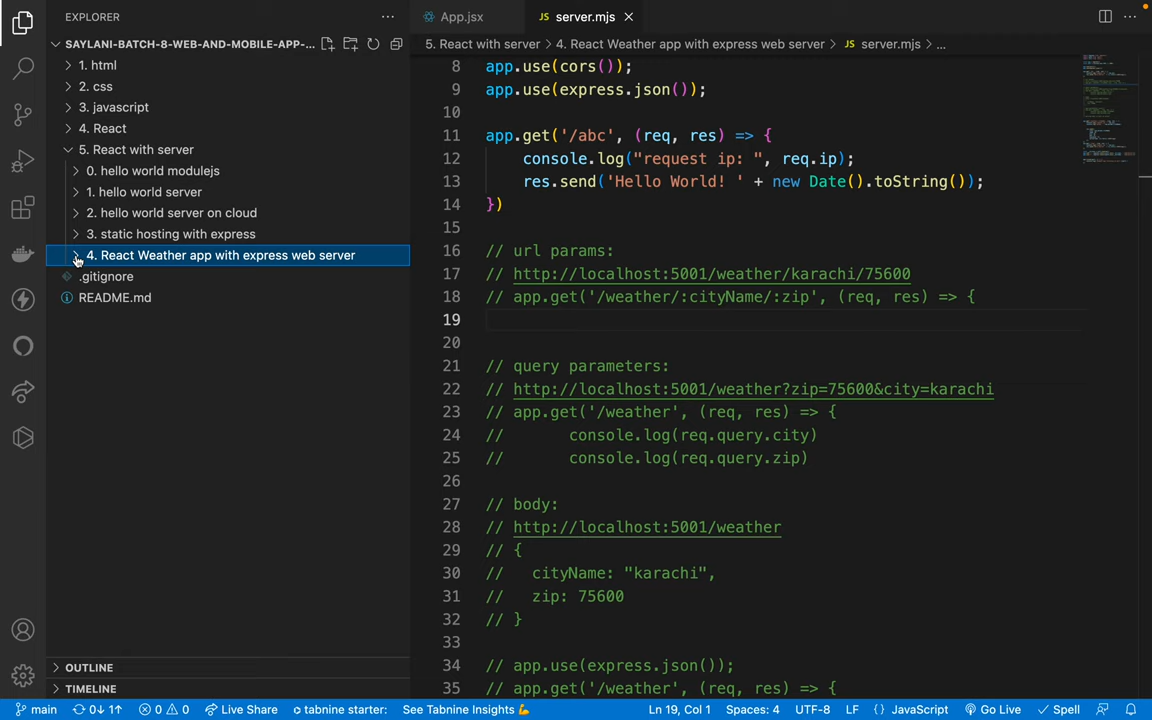 EXPLORER
SAYLANI-BATCH-8-WEB-AND-MOBILE-APP-...
1. html
2. css
3. javascript
4. React
5. React with server
0. hello world modulejs
1. hello world server
2. hello world server on cloud
3. static hosting with express
4. React Weather app with express web server
.gitignore
README.md
OUTLINE
TIMELINE
App.jsx
JS server.mjs
5. React with server > 4. React Weather app with express web server > JS server.mjs > ...
8 app.use(cors());
9 app.use(express.json());
10
11 app.get('/abc', (req, res) => {
12 console.log("request ip: ", req.ip);
13 res.send('Hello World! ' + new Date().toString());
14 })
15
16 // url params:
17 // http://localhost:5001/weather/karachi/75600
18 // app.get('/weather/:cityName/:zip', (req, res) => {
19
20
21 // query parameters:
22 // http://localhost:5001/weather?zip=75600&city=karachi
23 // app.get('/weather', (req, res) => {
24 // console.log(req.query.city)
25 // console.log(req.query.zip)
26
27 // body:
28 // http://localhost:5001/weather
29 // {
30 // cityName: "karachi",
31 // zip: 75600
32 // }
33
34 // app.use(express.json());
35 // app.get('/weather', (req, res) => {
main 0↓ 1↑ 0 0 Live Share tabnine starter: See Tabnine Insights 💪 Ln 19, Col 1 Spaces: 4 UTF-8 LF {} JavaScript Go Live Spell